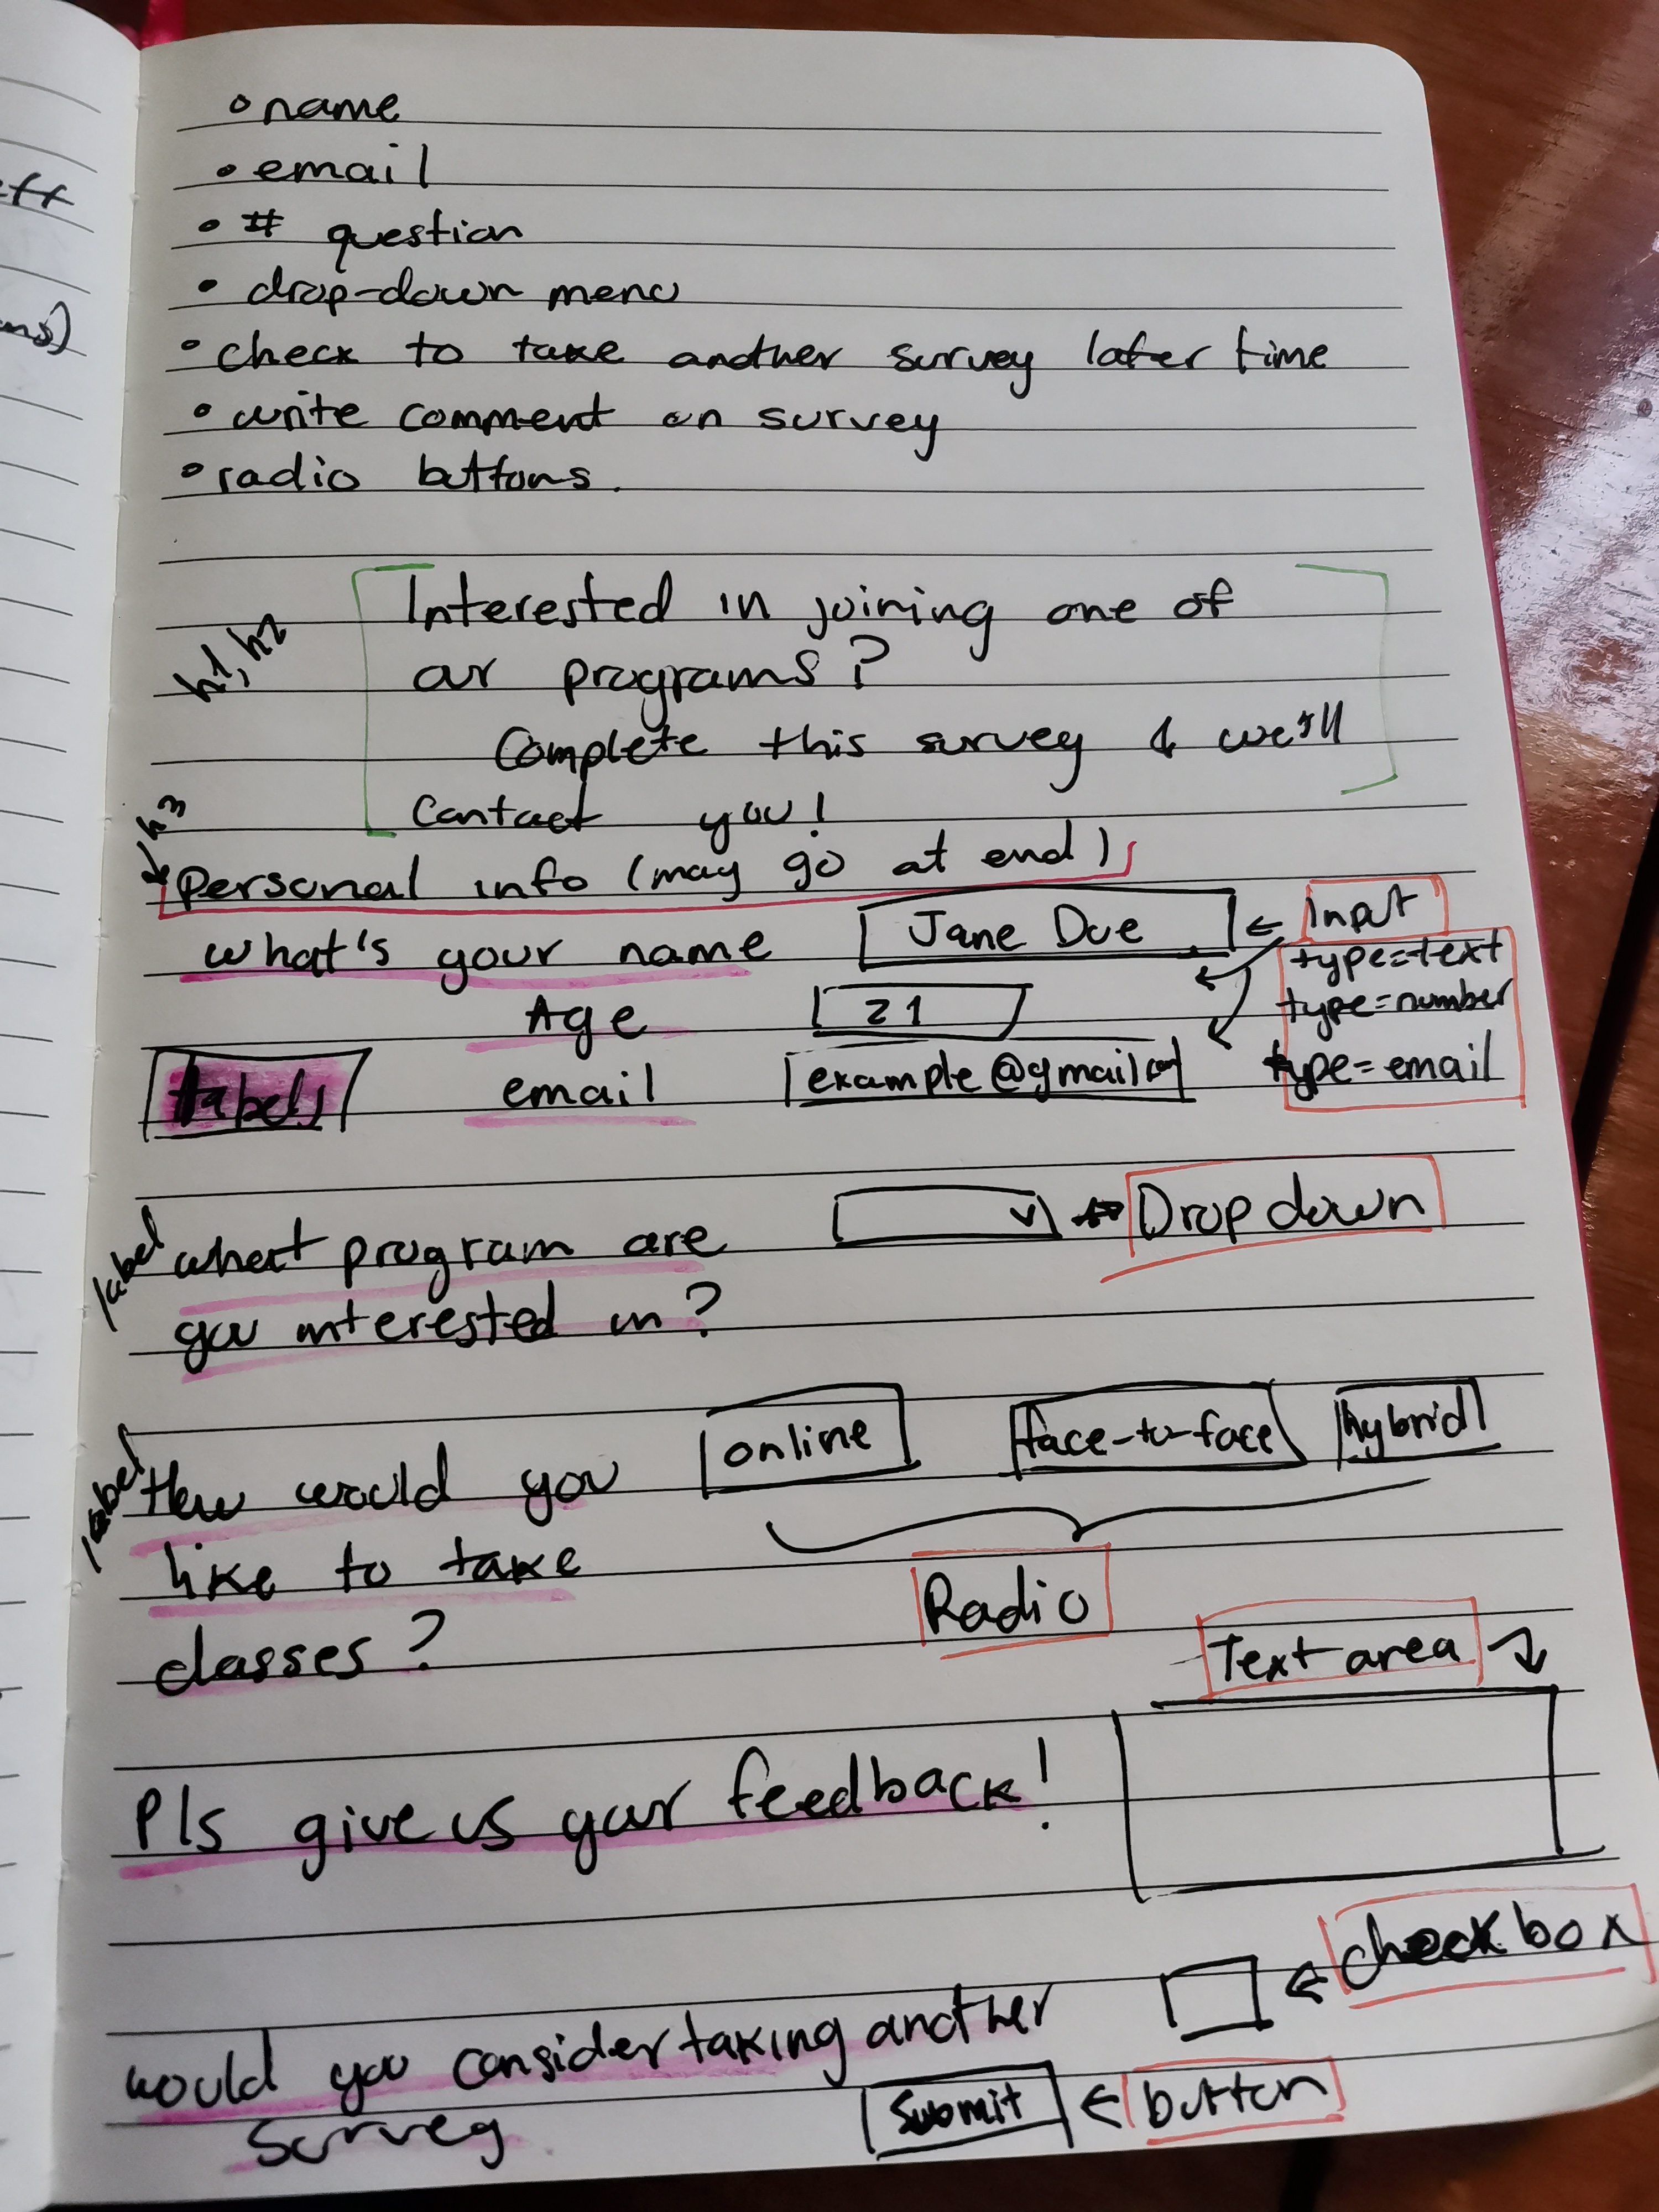 eff
ms)
• name
• email
• # question
• drop-down menu
• check to take another survey later time
• write comment on survey
• radio buttons.
h1, h2
Interested in joining one of
our programs?
Complete this survey & we'll
contact you!
h3
Personal info (may go at end)
what's your name
Jane Doe
← Input
type=text
Age
21
type=number
labels
email
example@gmail.com
type=email
label
what program are
Drop down
you interested in?
label
How would you
online
face-to-face
hybrid
like to take
Radio
classes?
Text area
Pls give us your feedback!
← checkbox
would you consider taking another
survey
Submit
← button